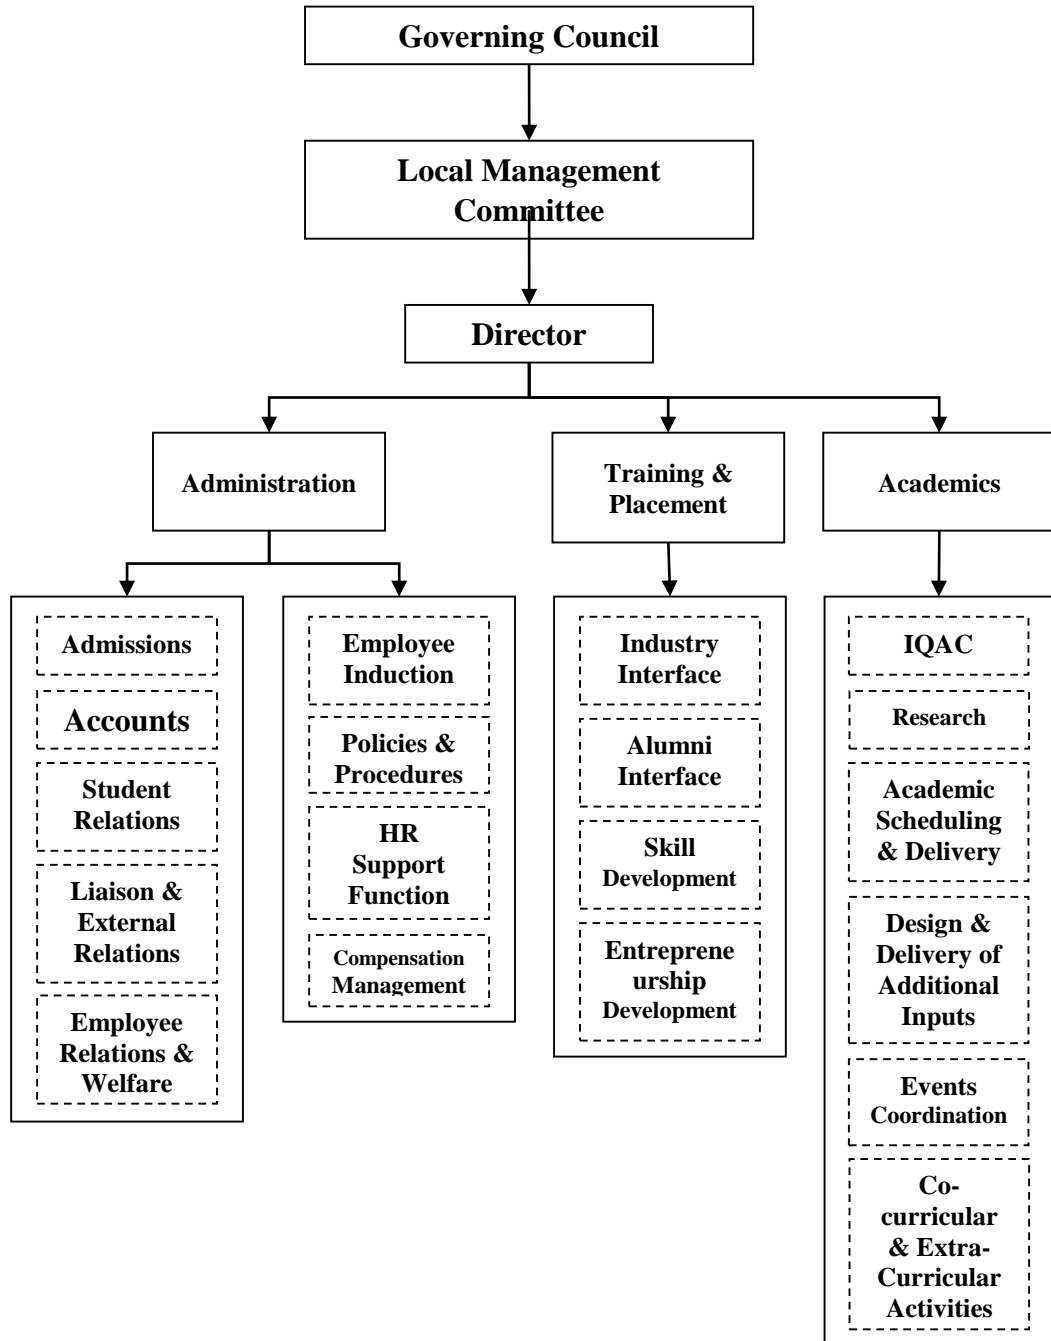 Governing Council
Local Management
Committee
Director
Administration
Training &
Placement
Academics
Admissions
Accounts
Student
Relations
Liaison &
External
Relations
Employee
Relations &
Welfare
Employee
Induction
Policies &
Procedures
HR
Support
Function
Compensation
Management
Industry
Interface
Alumni
Interface
Skill
Development
Entreprene
urship
Development
IQAC
Research
Academic
Scheduling
& Delivery
Design &
Delivery of
Additional
Inputs
Events
Coordination
Co-
curricular
& Extra-
Curricular
Activities